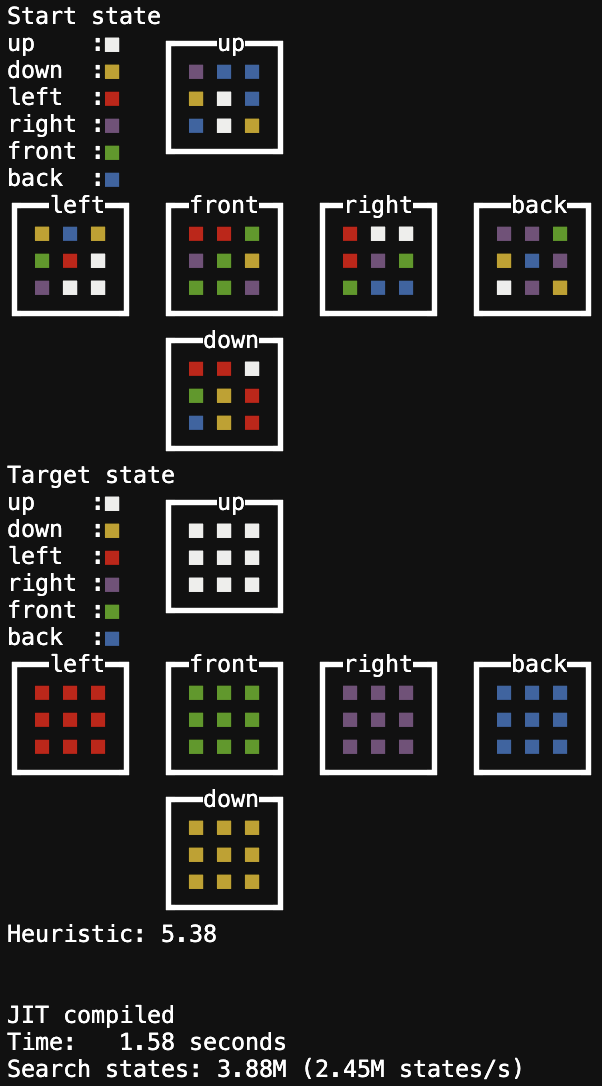 Start state
up :
up
down :
left :
right :
front :
back :
left front right back
down
Target state
up :
up
down :
left :
right :
front :
back :
left front right back
down
Heuristic: 5.38
JIT compiled
Time: 1.58 seconds
Search states: 3.88M (2.45M states/s)